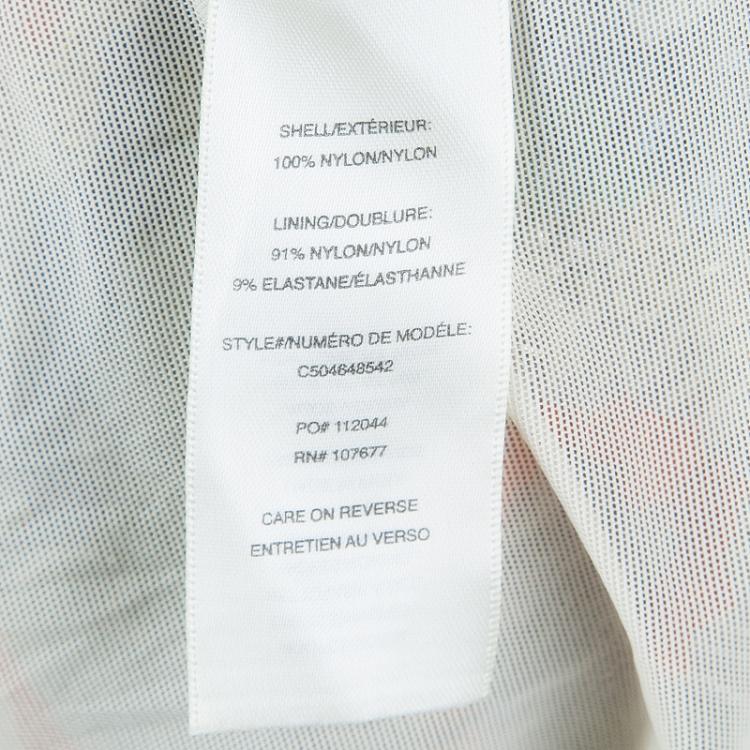 SHELL/EXTÉRIEUR:
100% NYLON/NYLON
LINING/DOUBLURE:
91% NYLON/NYLON
9% ELASTANE/ÉLASTHANNE
STYLE#/NUMÉRO DE MODÉLE:
C504648542
PO# 112044
RN# 107677
CARE ON REVERSE
ENTRETIEN AU VERSO